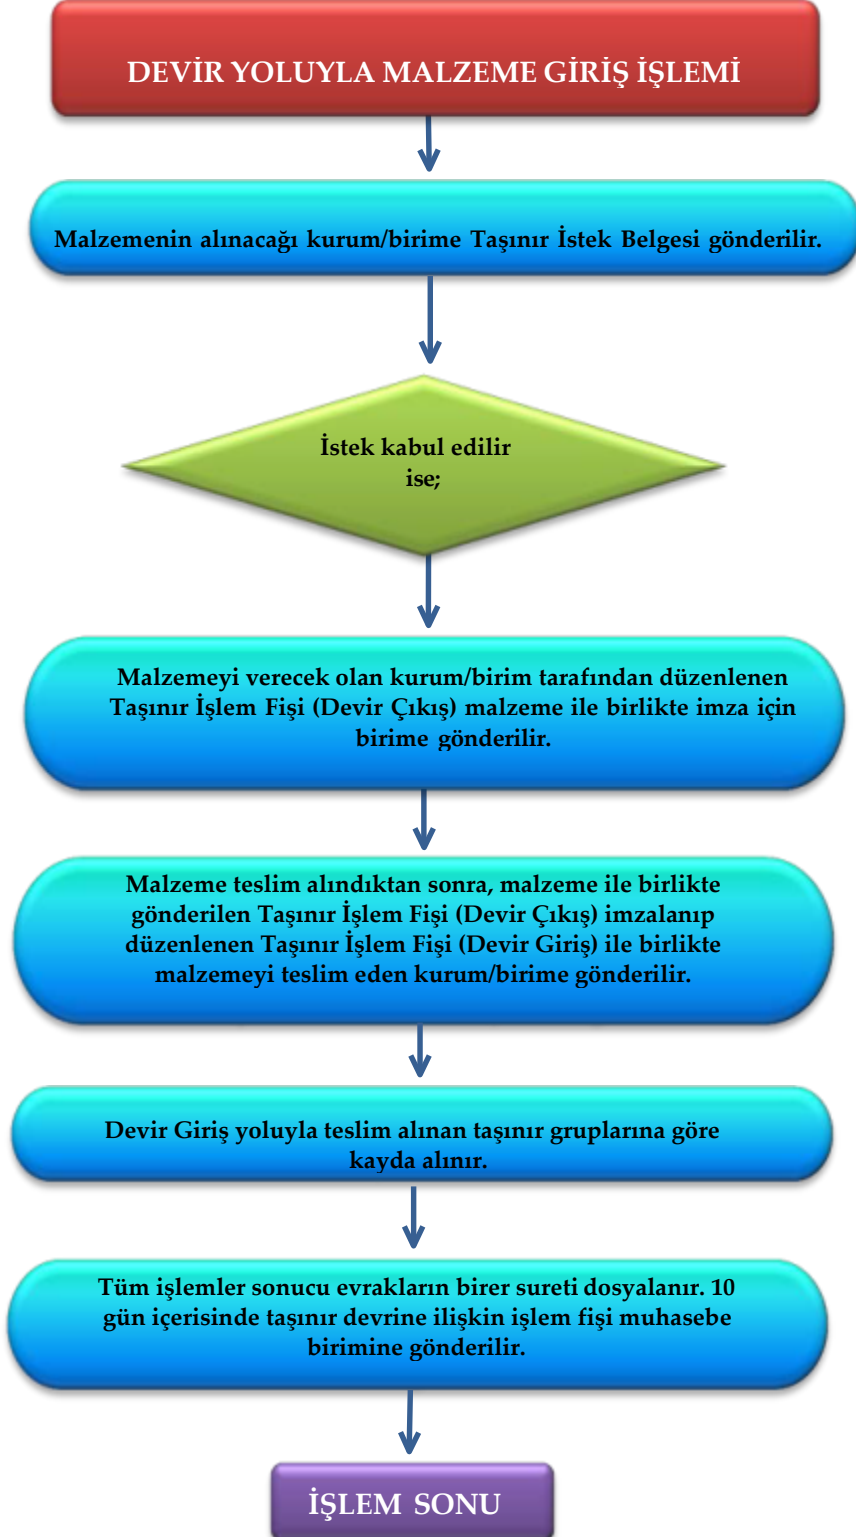 DEVİR YOLUYLA MALZEME GİRİŞ İŞLEMİ
Malzemenin alınacağı kurum/birime Taşınır İstek Belgesi gönderilir.
İstek kabul edilir
ise;
Malzemeyi verecek olan kurum/birim tarafından düzenlenen
Taşınır İşlem Fişi (Devir Çıkış) malzeme ile birlikte imza için
birime gönderilir.
Malzeme teslim alındıktan sonra, malzeme ile birlikte
gönderilen Taşınır İşlem Fişi (Devir Çıkış) imzalanıp
düzenlenen Taşınır İşlem Fişi (Devir Giriş) ile birlikte
malzemeyi teslim eden kurum/birime gönderilir.
Devir Giriş yoluyla teslim alınan taşınır gruplarına göre
kayda alınır.
Tüm işlemler sonucu evrakların birer sureti dosyalanır. 10
gün içerisinde taşınır devrine ilişkin işlem fişi muhasebe
birimine gönderilir.
İŞLEM SONU